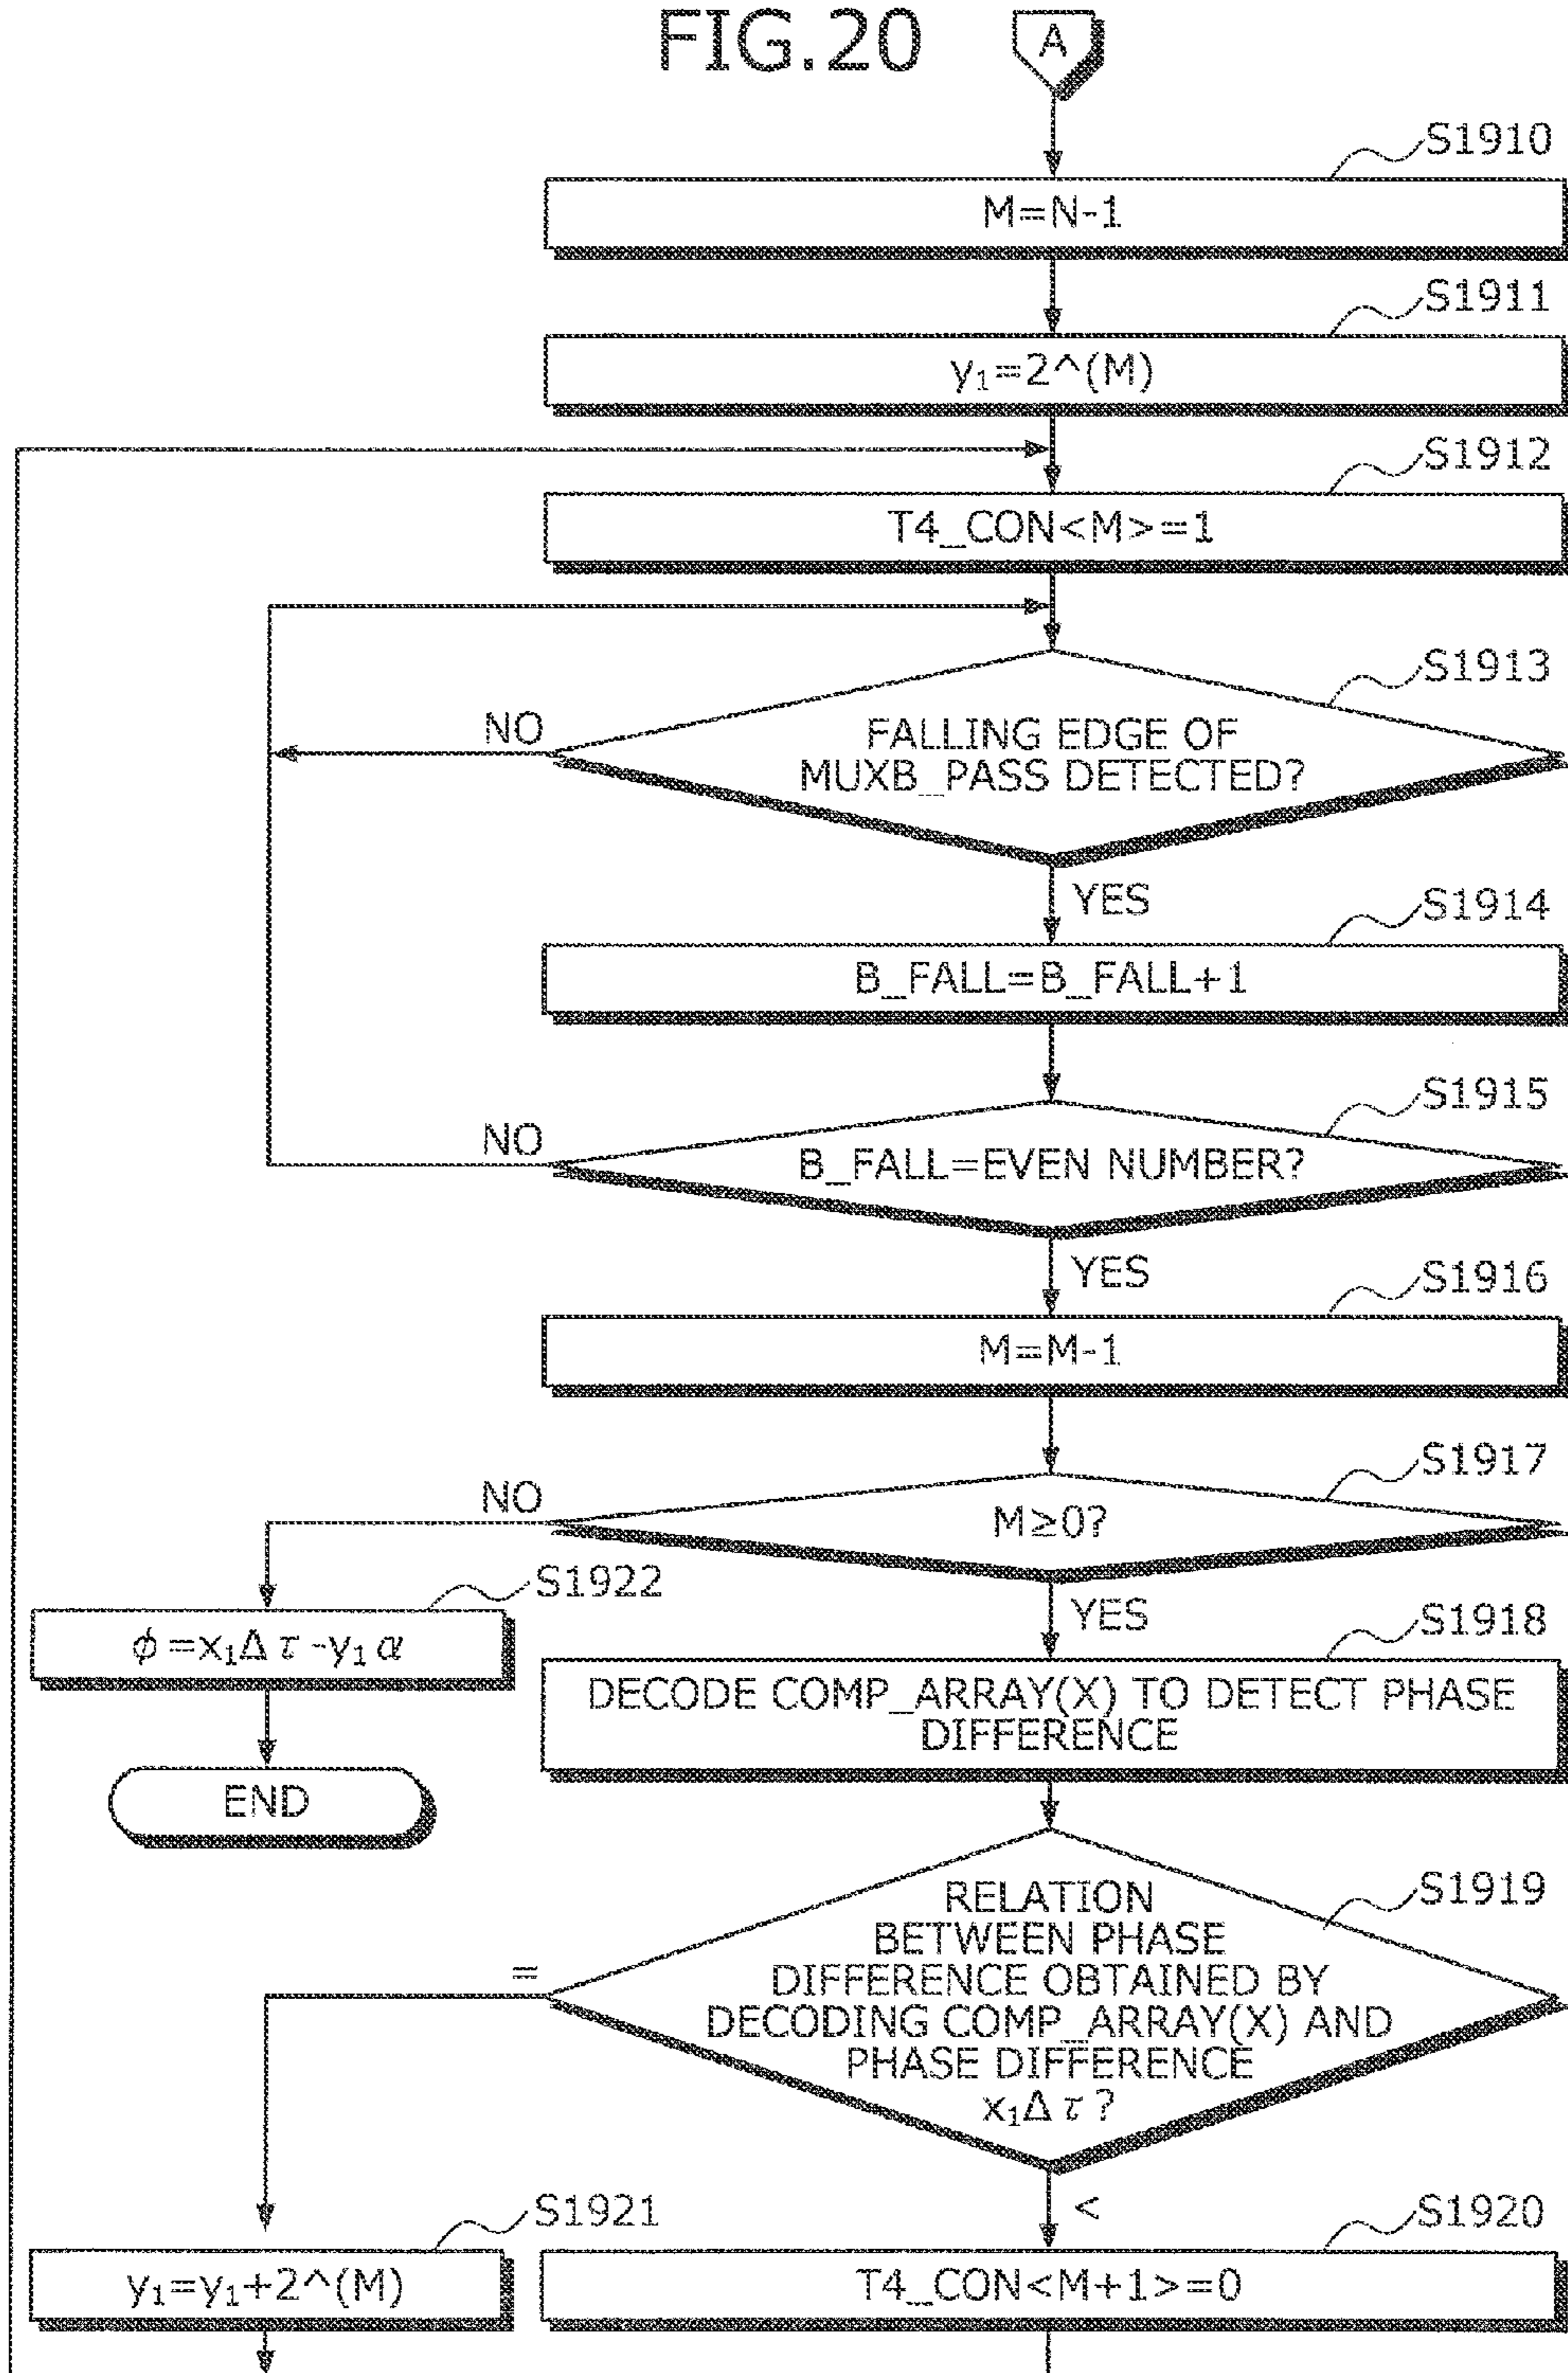 FIG.20
A
S1910
M=N-1
S1911
y₁=2^(M)
S1912
T4_CON<M>=1
S1913
NO
FALLING EDGE OF
MUXB_PASS DETECTED?
YES
S1914
B_FALL=B_FALL+1
S1915
NO
B_FALL=EVEN NUMBER?
YES
S1916
M=M-1
S1917
NO
M≥0?
S1922
YES
S1918
ϕ=x₁Δτ-y₁α
DECODE COMP_ARRAY(X) TO DETECT PHASE
DIFFERENCE
END
S1919
RELATION
BETWEEN PHASE
DIFFERENCE OBTAINED BY
DECODING COMP_ARRAY(X) AND
PHASE DIFFERENCE
x₁Δτ?
=
<
S1921
S1920
y₁=y₁+2^(M)
T4_CON<M+1>=0